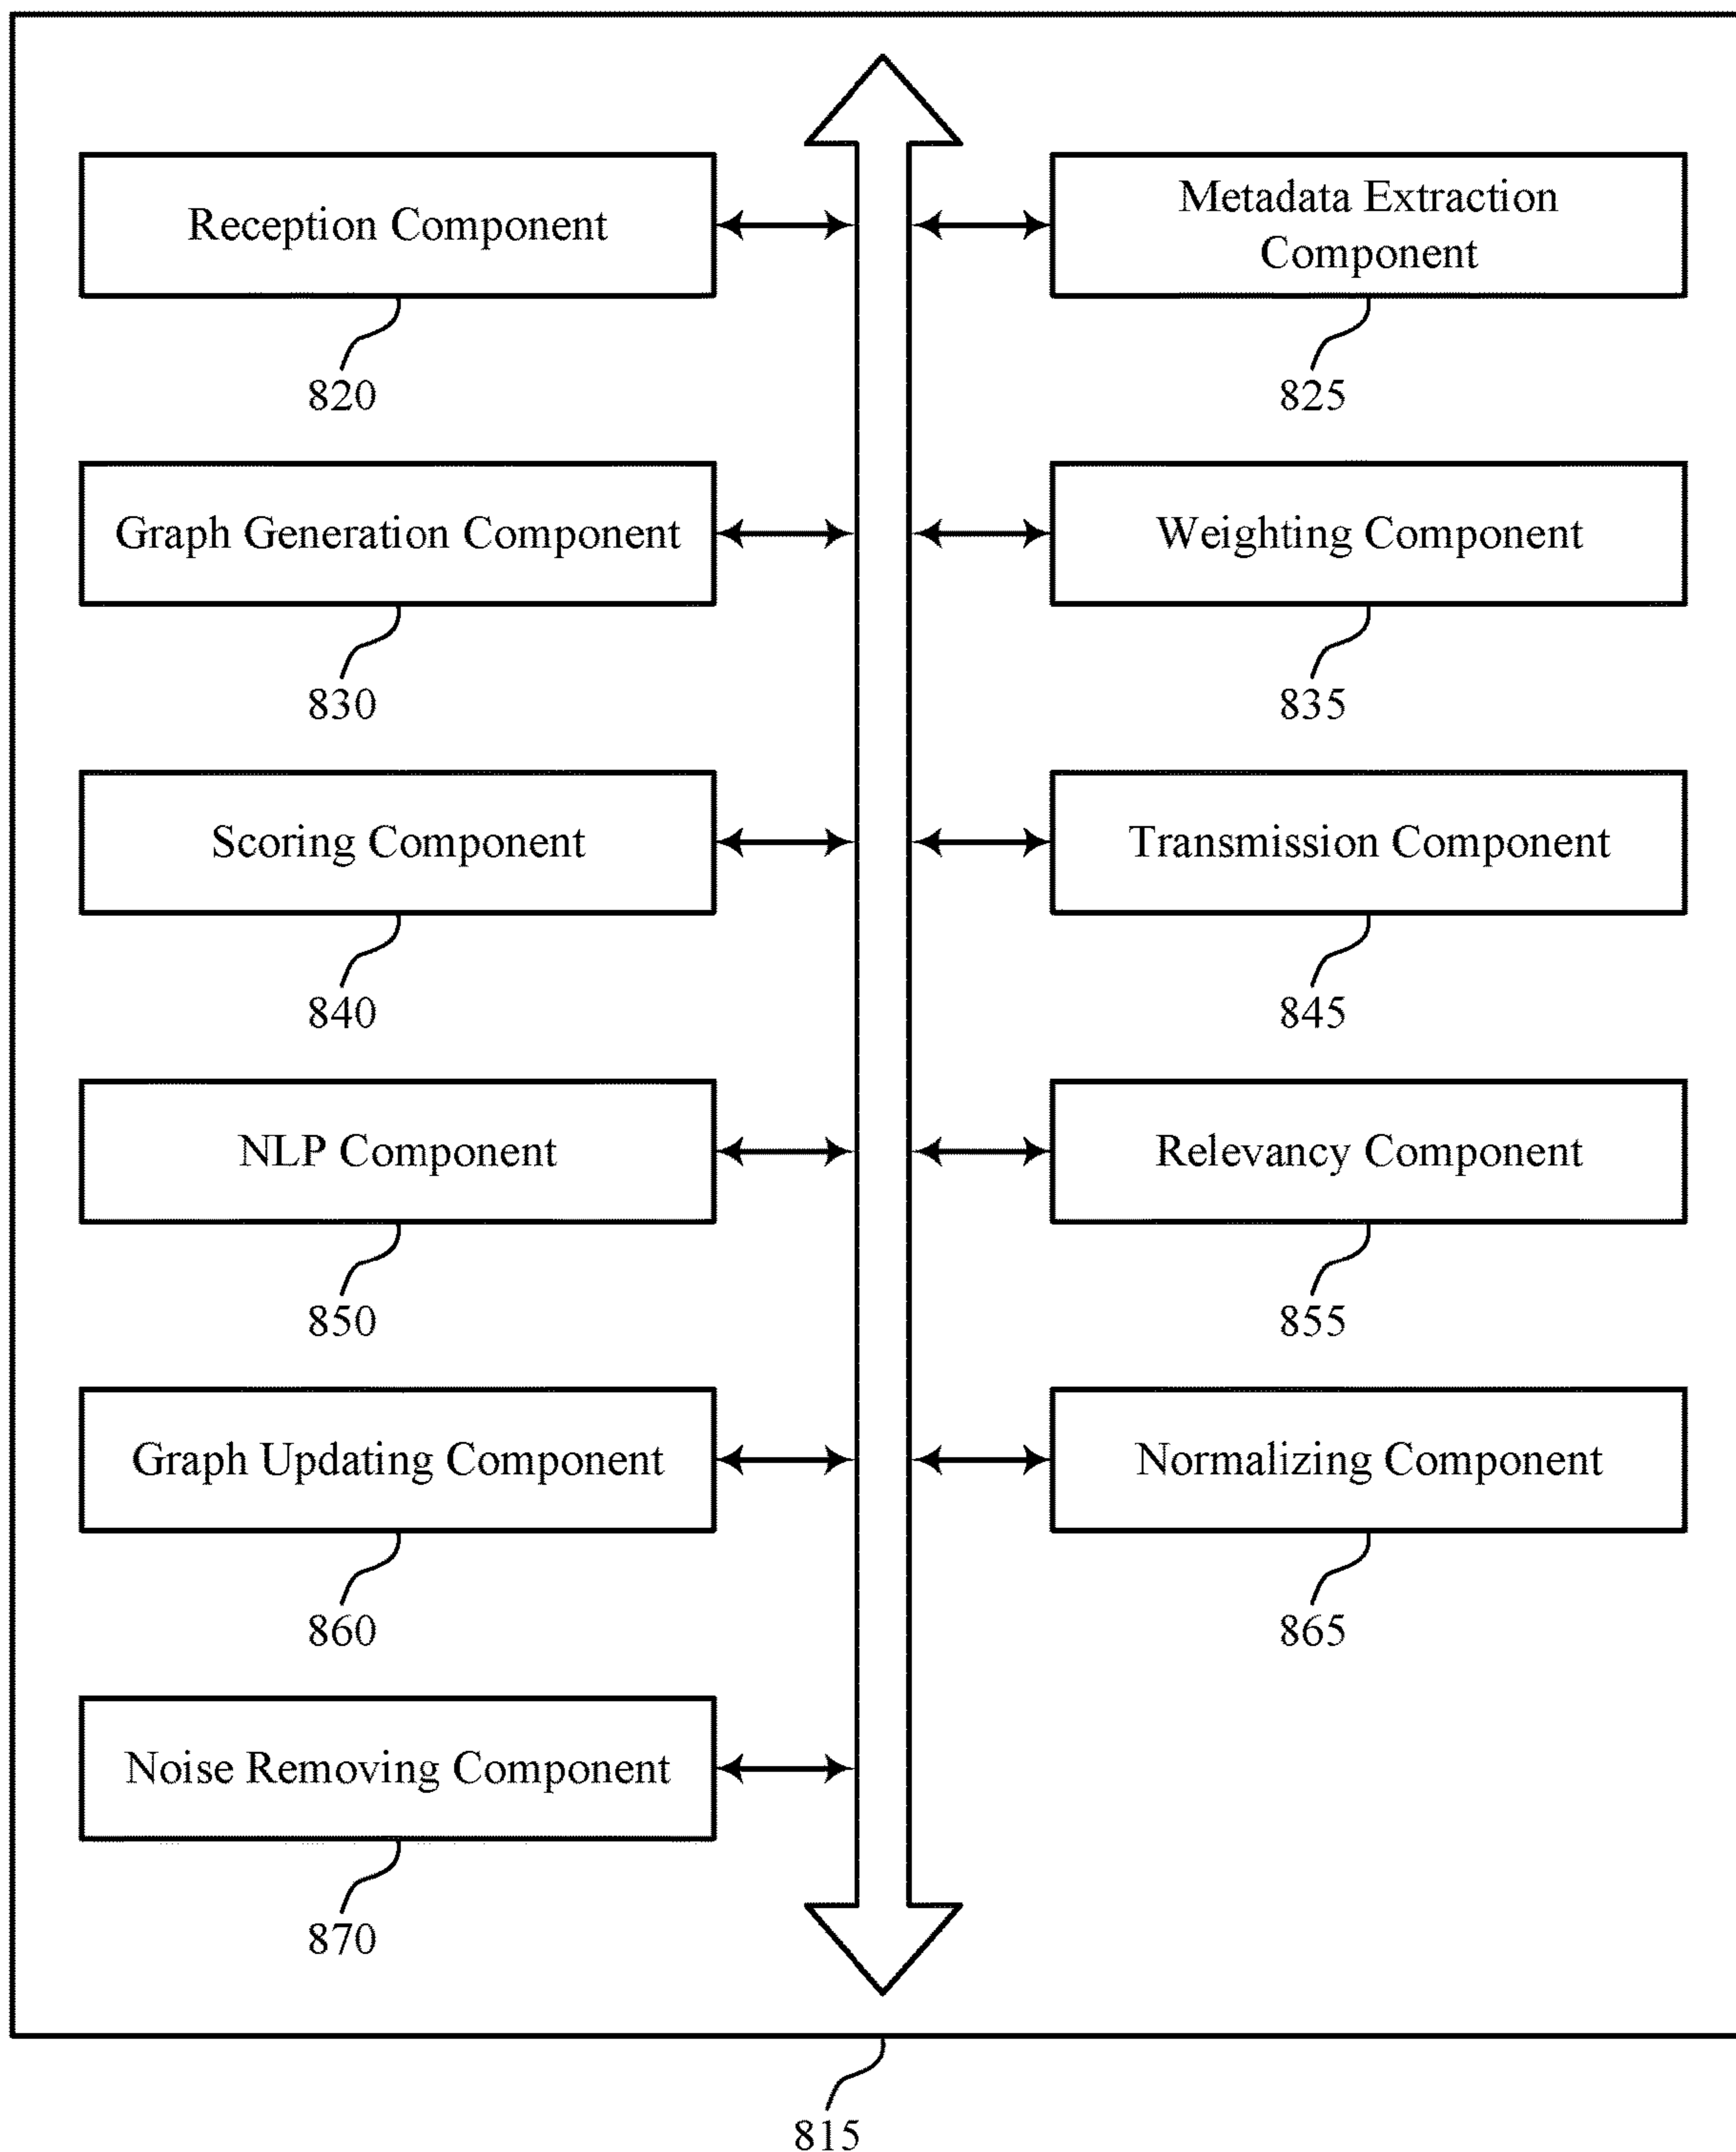 Reception Component
820
Metadata Extraction
Component
825
Graph Generation Component
830
Weighting Component
835
Scoring Component
840
Transmission Component
845
NLP Component
850
Relevancy Component
855
Graph Updating Component
860
Normalizing Component
865
Noise Removing Component
870
815